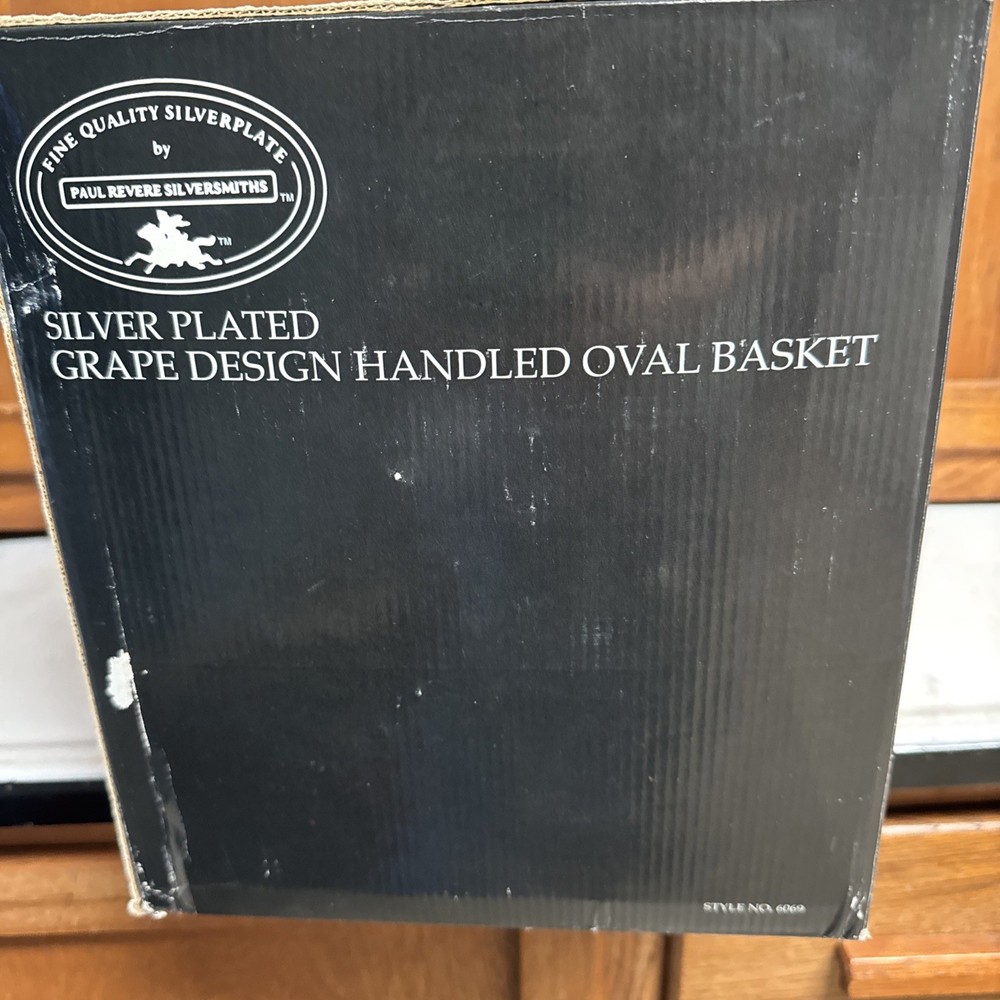 FINE QUALITY SILVERPLATE
by
PAUL REVERE SILVERSMITHS TM
TM
SILVER PLATED
GRAPE DESIGN HANDLED OVAL BASKET
STYLE NO. 6069